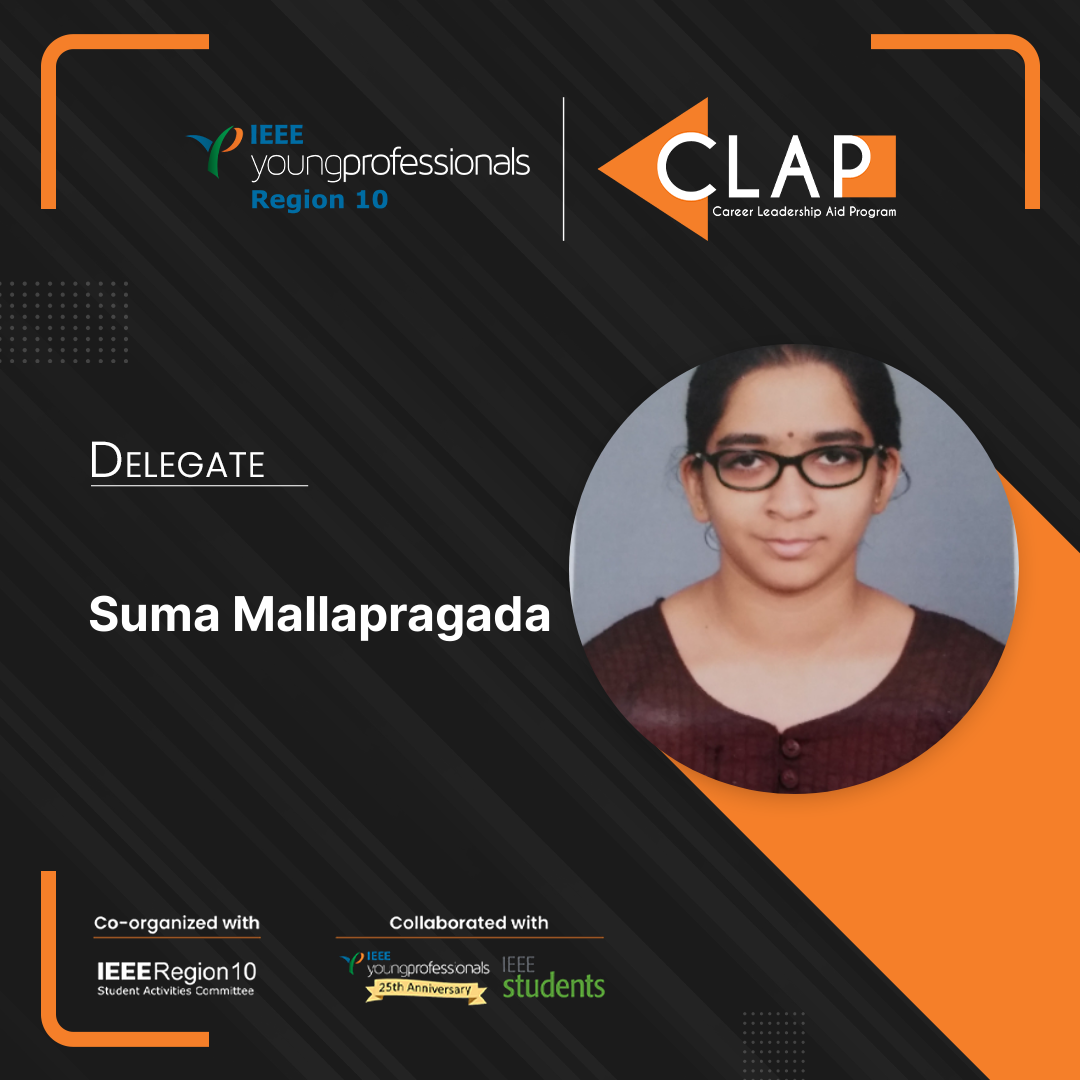 IEEE
youngprofessionals
Region 10
CLAP
Career Leadership Aid Program
DELEGATE
Suma Mallapragada
Co-organized with
IEEE Region 10
Student Activities Committee
Collaborated with
IEEE
youngprofessionals
25th Anniversary
IEEE
students